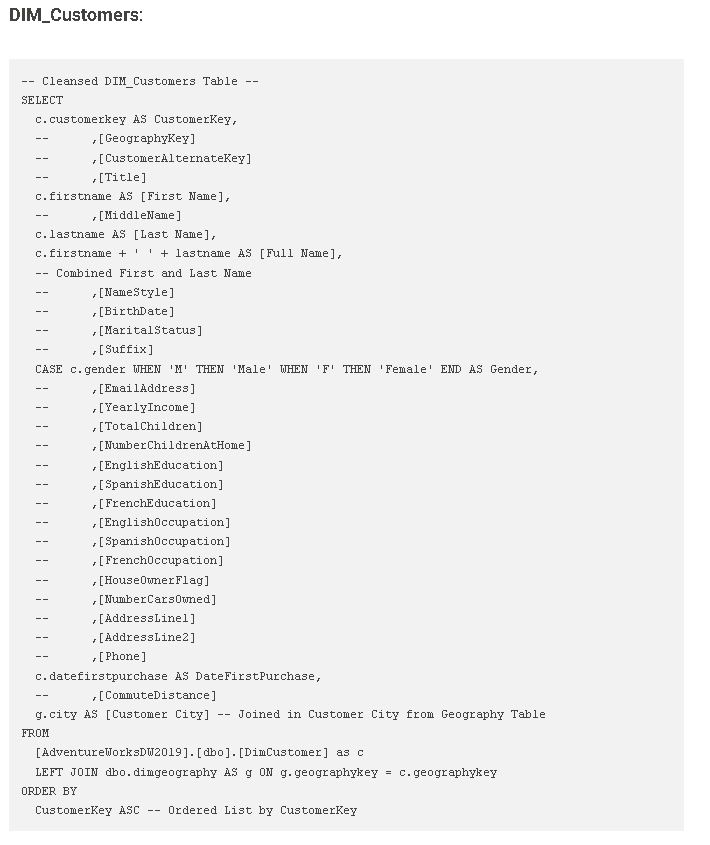 DIM_Customers:
-- Cleansed DIM_Customers Table --
SELECT
  c.customerkey AS CustomerKey,
  --      ,[GeographyKey]
  --      ,[CustomerAlternateKey]
  --      ,[Title]
  c.firstname AS [First Name],
  --      ,[MiddleName]
  c.lastname AS [Last Name],
  c.firstname + ' ' + lastname AS [Full Name],
  -- Combined First and Last Name
  --      ,[NameStyle]
  --      ,[BirthDate]
  --      ,[MaritalStatus]
  --      ,[Suffix]
  CASE c.gender WHEN 'M' THEN 'Male' WHEN 'F' THEN 'Female' END AS Gender,
  --      ,[EmailAddress]
  --      ,[YearlyIncome]
  --      ,[TotalChildren]
  --      ,[NumberChildrenAtHome]
  --      ,[EnglishEducation]
  --      ,[SpanishEducation]
  --      ,[FrenchEducation]
  --      ,[EnglishOccupation]
  --      ,[SpanishOccupation]
  --      ,[FrenchOccupation]
  --      ,[HouseOwnerFlag]
  --      ,[NumberCarsOwned]
  --      ,[AddressLine1]
  --      ,[AddressLine2]
  --      ,[Phone]
  c.datefirstpurchase AS DateFirstPurchase,
  --      ,[CommuteDistance]
  g.city AS [Customer City] -- Joined in Customer City from Geography Table
FROM
  [AdventureWorksDW2019].[dbo].[DimCustomer] as c
  LEFT JOIN dbo.dimgeography AS g ON g.geographykey = c.geographykey
ORDER BY
  CustomerKey ASC -- Ordered List by CustomerKey